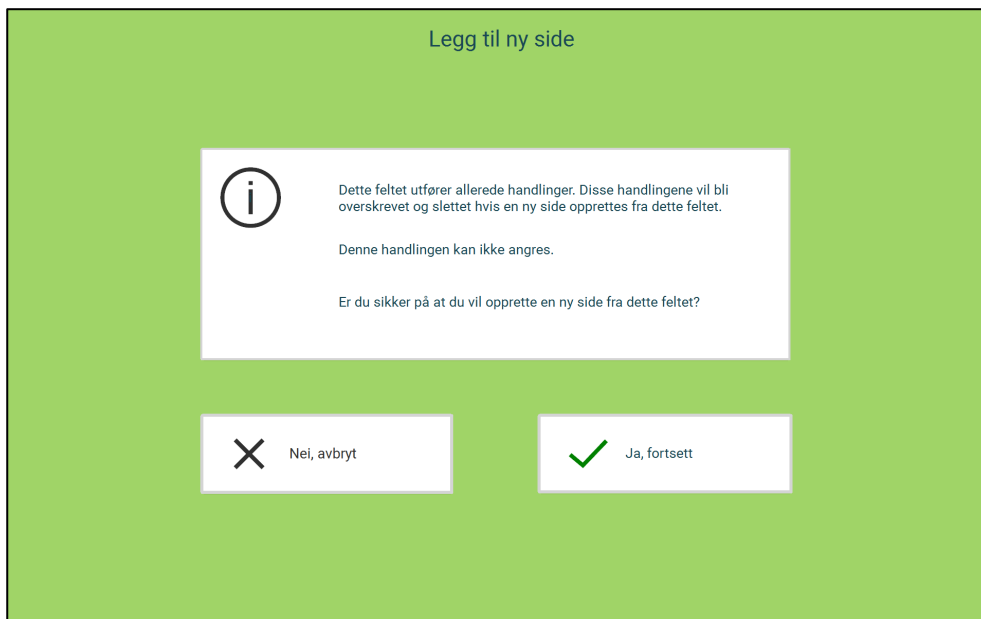 Legg til ny side
Dette feltet utfører allerede handlinger. Disse handlingene vil bli
overskrevet og slettet hvis en ny side opprettes fra dette feltet.
Denne handlingen kan ikke angres.
Er du sikker på at du vil opprette en ny side fra dette feltet?
Nei, avbryt
Ja, fortsett